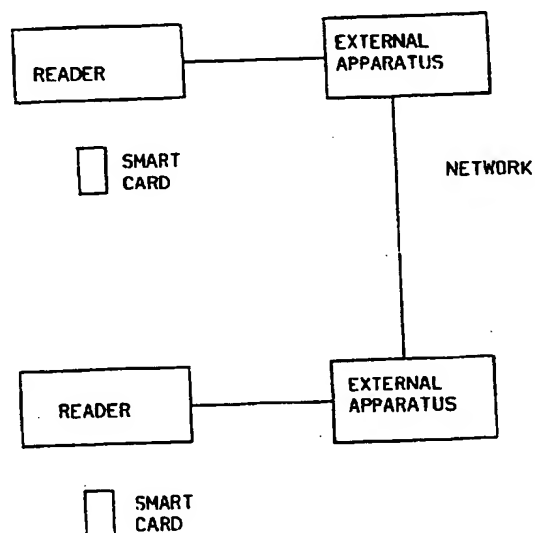 READER
EXTERNAL
APPARATUS
SMART
CARD
NETWORK
READER
EXTERNAL
APPARATUS
SMART
CARD